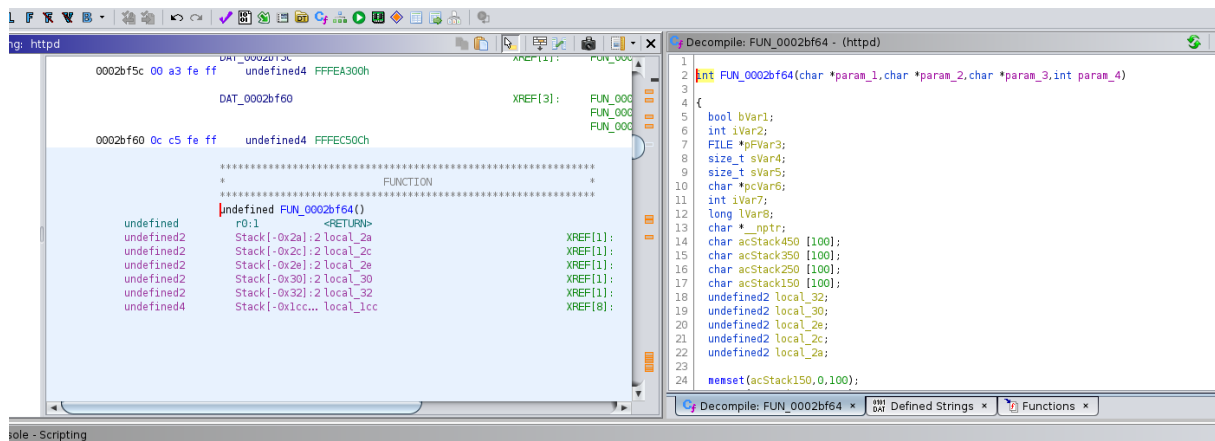 L F B
ng: httpd
DAT_0002bf5c XREF[1]: FUN_000
0002bf5c 00 a3 fe ff undefined4 FFFEA300h
DAT_0002bf60 XREF[3]: FUN_000
FUN_000
FUN_000
0002bf60 0c c5 fe ff undefined4 FFFEC50Ch
**************************************************************
* FUNCTION *
**************************************************************
undefined FUN_0002bf64()
undefined r0:1 <RETURN>
undefined2 Stack[-0x2a]:2 local_2a XREF[1]:
undefined2 Stack[-0x2c]:2 local_2c XREF[1]:
undefined2 Stack[-0x2e]:2 local_2e XREF[1]:
undefined2 Stack[-0x30]:2 local_30 XREF[1]:
undefined2 Stack[-0x32]:2 local_32 XREF[1]:
undefined4 Stack[-0x1cc... local_1cc XREF[8]:
Decompile: FUN_0002bf64 - (httpd)
1
2 int FUN_0002bf64(char *param_1,char *param_2,char *param_3,int param_4)
3
4 {
5 bool bVar1;
6 int iVar2;
7 FILE *pFVar3;
8 size_t sVar4;
9 size_t sVar5;
10 char *pcVar6;
11 int iVar7;
12 long lVar8;
13 char *__nptr;
14 char acStack450 [100];
15 char acStack350 [100];
16 char acStack250 [100];
17 char acStack150 [100];
18 undefined2 local_32;
19 undefined2 local_30;
20 undefined2 local_2e;
21 undefined2 local_2c;
22 undefined2 local_2a;
23
24 memset(acStack150,0,100);
Decompile: FUN_0002bf64 × Defined Strings × Functions ×
sole - Scripting